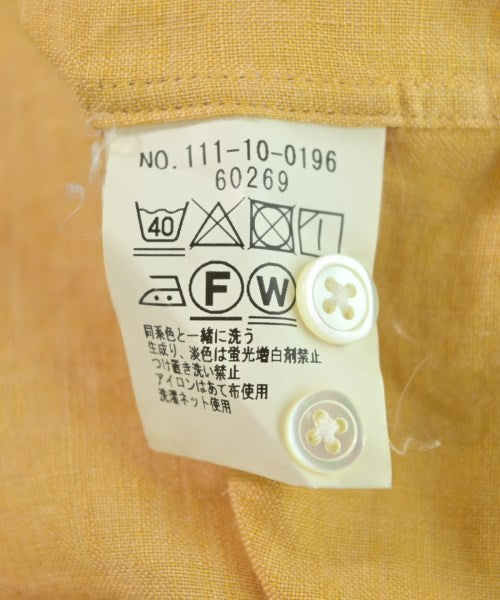 NO. 111-10-0196
60269
40
F W
同系色と一緒に洗う
生成り、淡色は蛍光増白剤禁止
つけ置き洗い禁止
アイロンはあて布使用
洗濯ネット使用